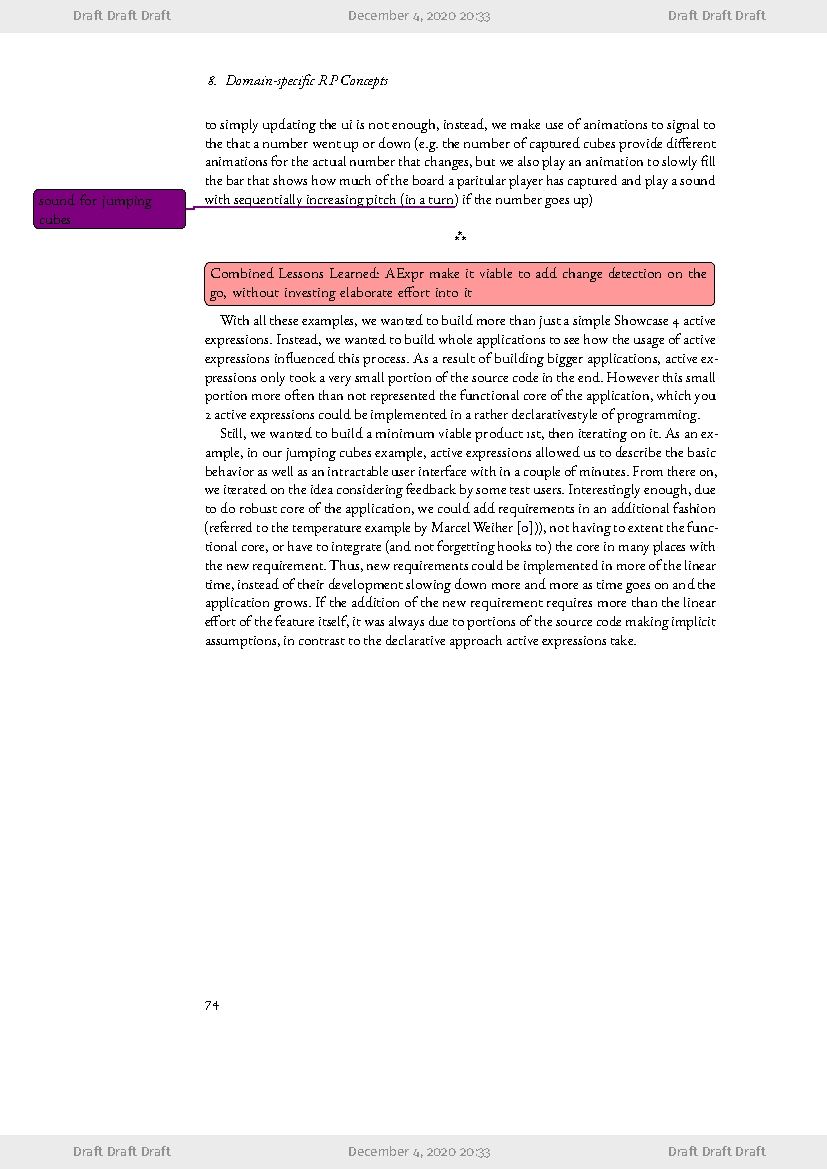 Draft Draft Draft December 4, 2020 20:33 Draft Draft Draft
8. Domain-specific RP Concepts
to simply updating the ui is not enough, instead, we make use of animations to signal to
the that a number went up or down (e.g. the number of captured cubes provide different
animations for the actual number that changes, but we also play an animation to slowly fill
the bar that shows how much of the board a paritular player has captured and play a sound
with sequentially increasing pitch (in a turn) if the number goes up)
sound for jumping
cubes
⁂
Combined Lessons Learned: AExpr make it viable to add change detection on the
go, without investing elaborate effort into it
With all these examples, we wanted to build more than just a simple Showcase 4 active
expressions. Instead, we wanted to build whole applications to see how the usage of active
expressions influenced this process. As a result of building bigger applications, active ex-
pressions only took a very small portion of the source code in the end. However this small
portion more often than not represented the functional core of the application, which you
2 active expressions could be implemented in a rather declarativestyle of programming.
Still, we wanted to build a minimum viable product 1st, then iterating on it. As an ex-
ample, in our jumping cubes example, active expressions allowed us to describe the basic
behavior as well as an intractable user interface with in a couple of minutes. From there on,
we iterated on the idea considering feedback by some test users. Interestingly enough, due
to do robust core of the application, we could add requirements in an additional fashion
(referred to the temperature example by Marcel Weiher [0])), not having to extent the func-
tional core, or have to integrate (and not forgetting hooks to) the core in many places with
the new requirement. Thus, new requirements could be implemented in more of the linear
time, instead of their development slowing down more and more as time goes on and the
application grows. If the addition of the new requirement requires more than the linear
effort of the feature itself, it was always due to portions of the source code making implicit
assumptions, in contrast to the declarative approach active expressions take.
74
Draft Draft Draft December 4, 2020 20:33 Draft Draft Draft